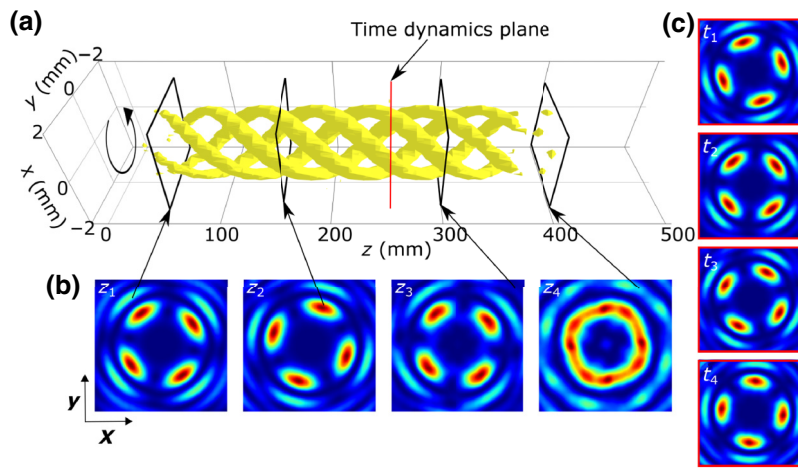 (a)
Time dynamics plane
y (mm)
−2
0
2
x (mm)
−2
0
0
100
200
300
400
500
z (mm)
(b)
z1
z2
z3
z4
y
x
(c)
t1
t2
t3
t4